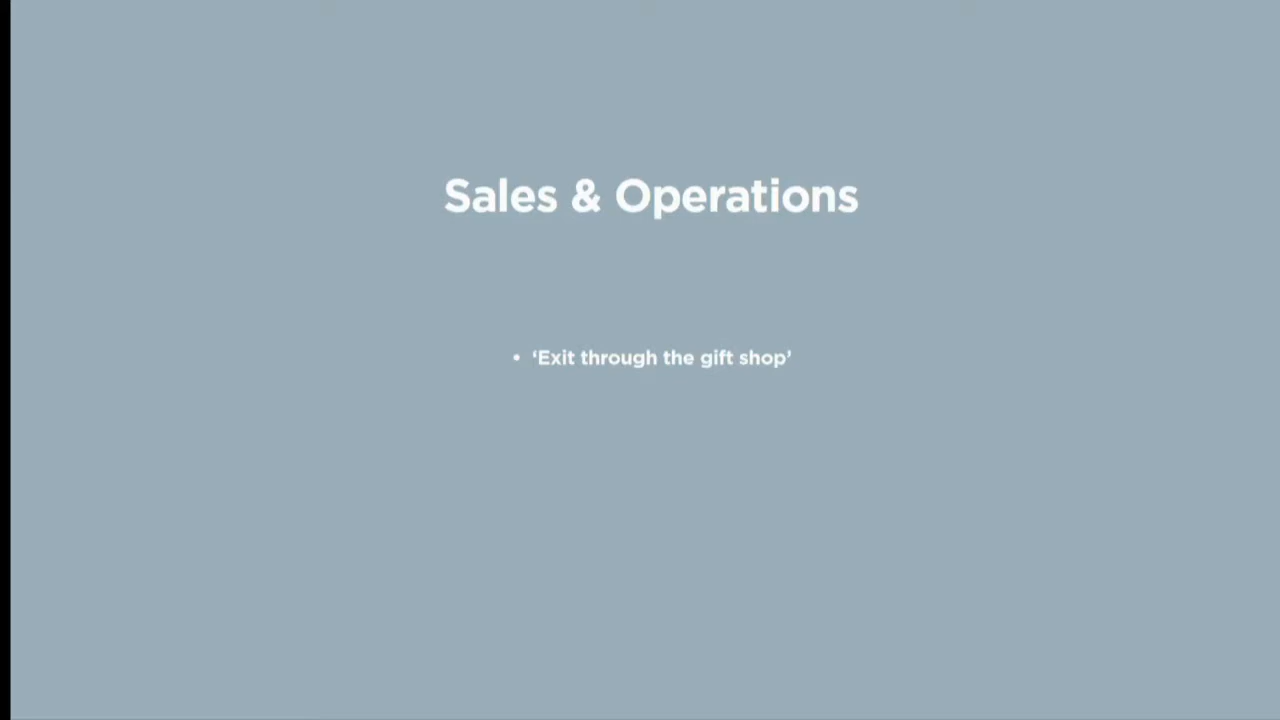 Sales & Operations
• ‘Exit through the gift shop’